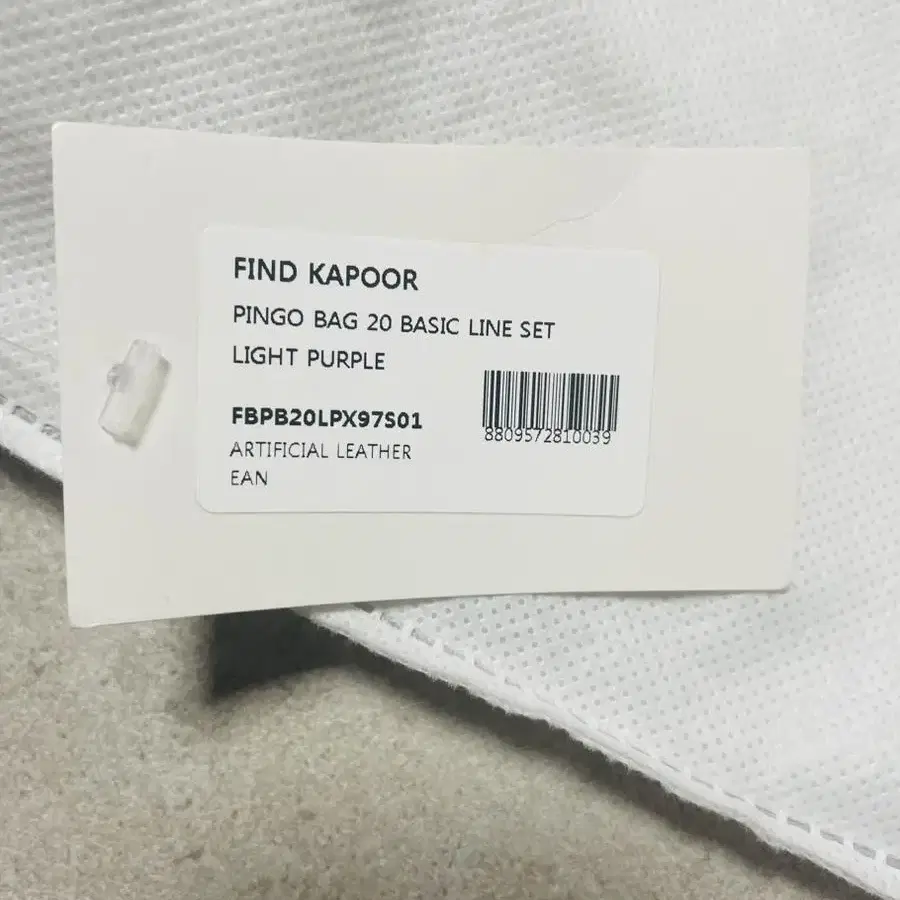 FIND KAPOOR
PINGO BAG 20 BASIC LINE SET
LIGHT PURPLE
FBPB20LPX97S01
ARTIFICIAL LEATHER
EAN
8809572810039